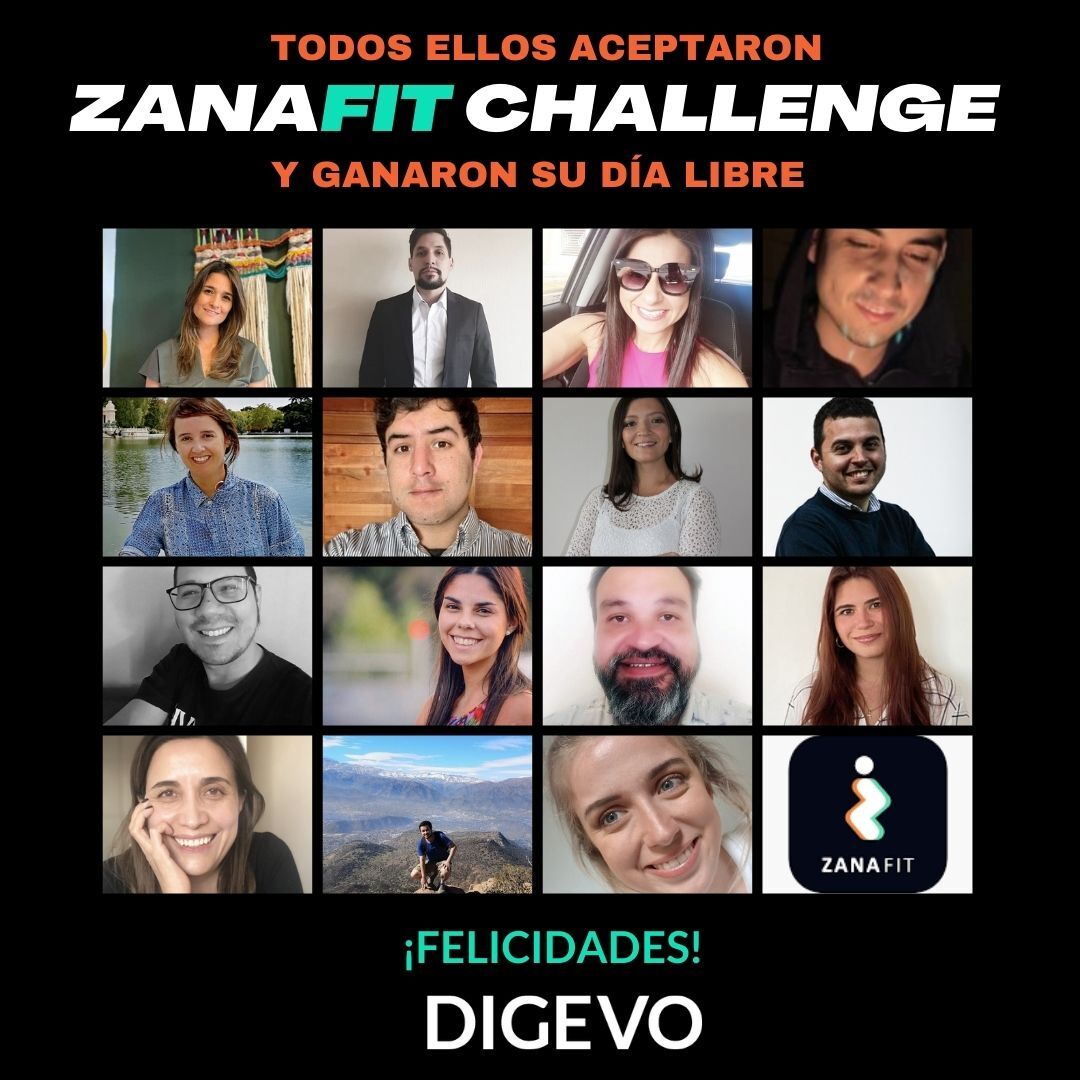 TODOS ELLOS ACEPTARON
ZANAFIT CHALLENGE
Y GANARON SU DÍA LIBRE
ZANAFIT
¡FELICIDADES!
DIGEVO